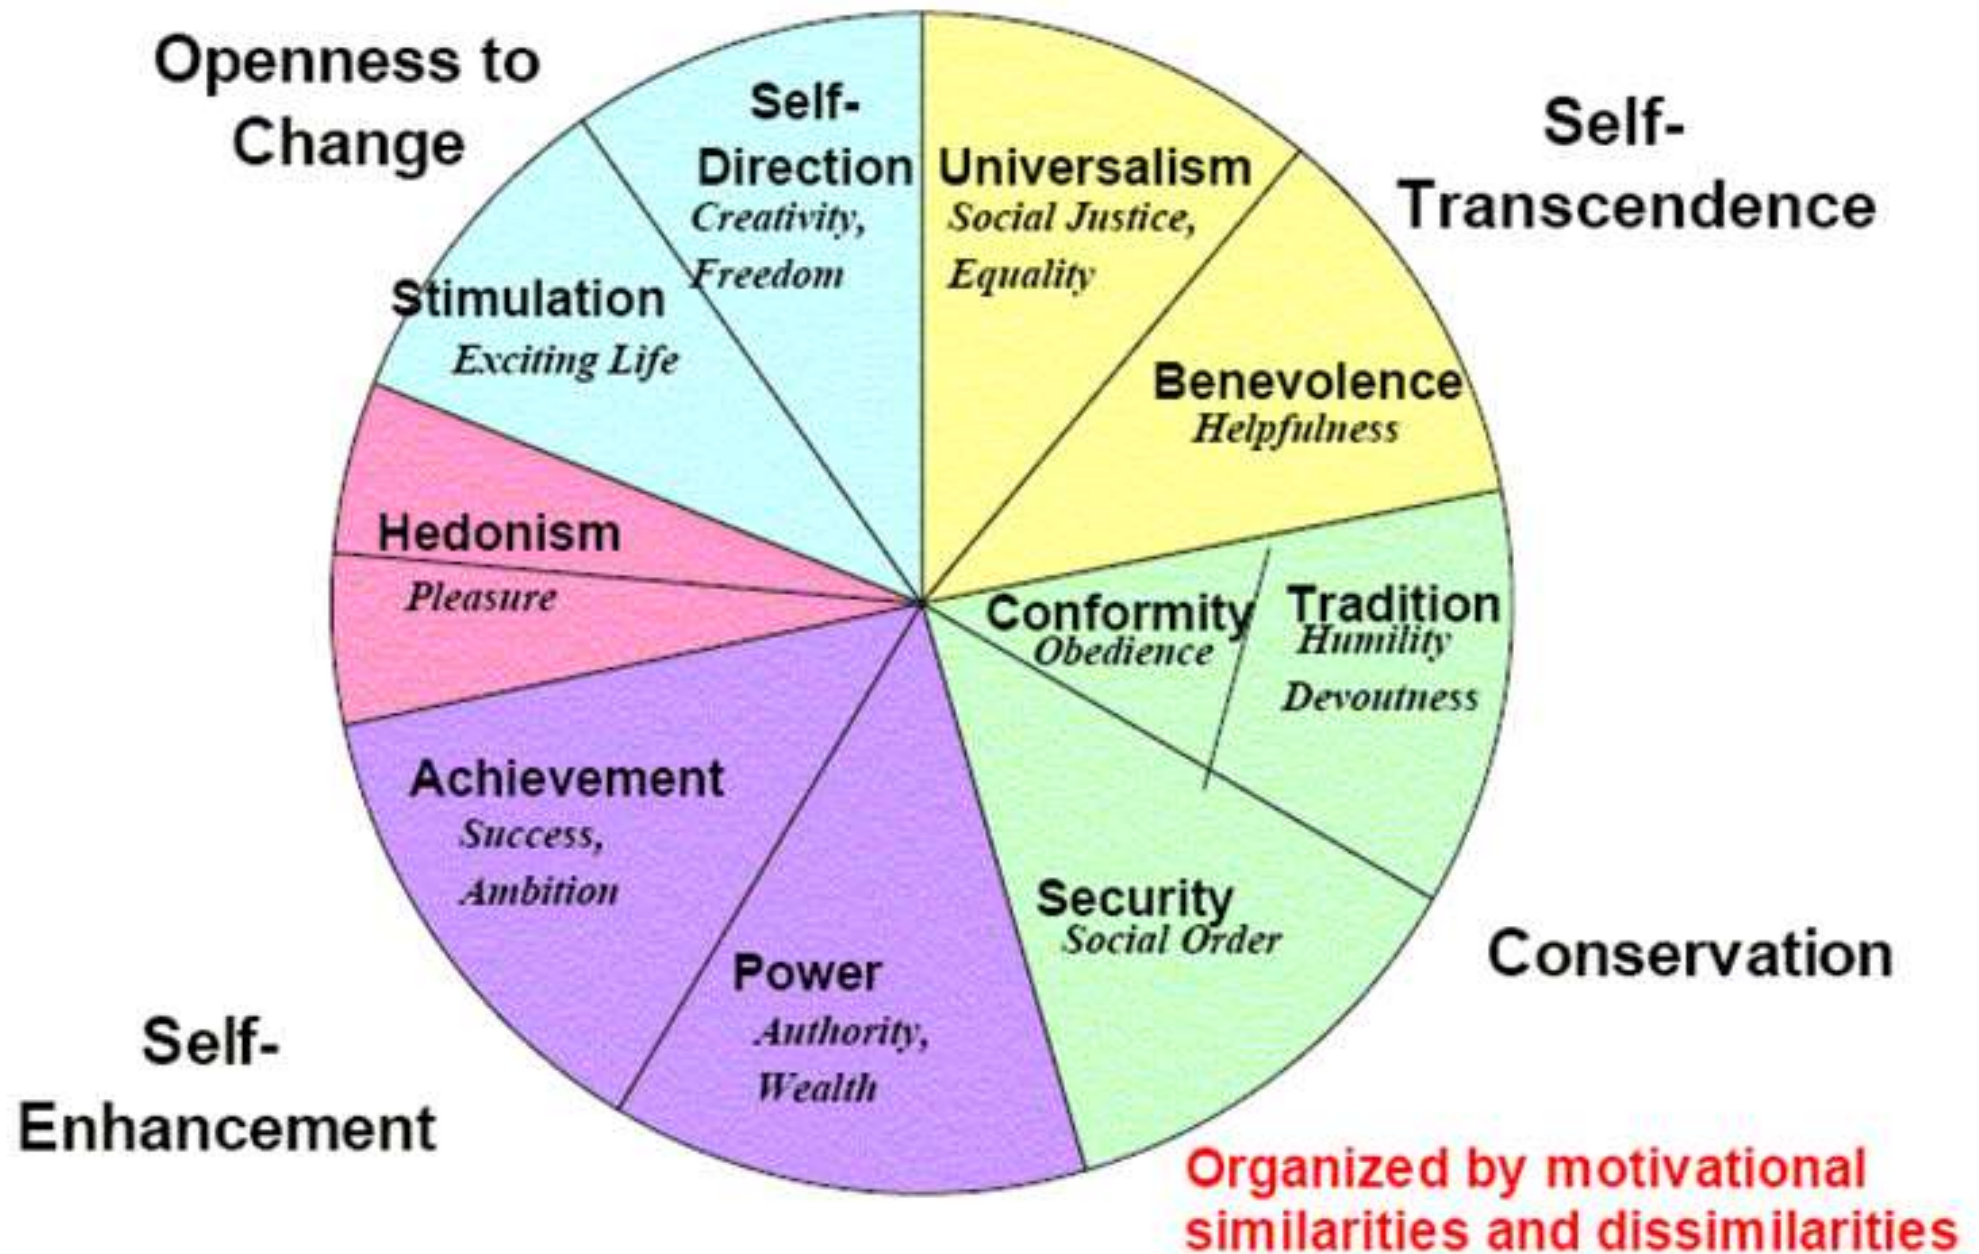 Openness to
Change
Self-
Direction
Creativity,
Freedom
Universalism
Social Justice,
Equality
Self-
Transcendence
Stimulation
Exciting Life
Benevolence
Helpfulness
Hedonism
Pleasure
Conformity
Obedience
Tradition
Humility
Devoutness
Achievement
Success,
Ambition
Security
Social Order
Power
Authority,
Wealth
Conservation
Self-
Enhancement
Organized by motivational
similarities and dissimilarities